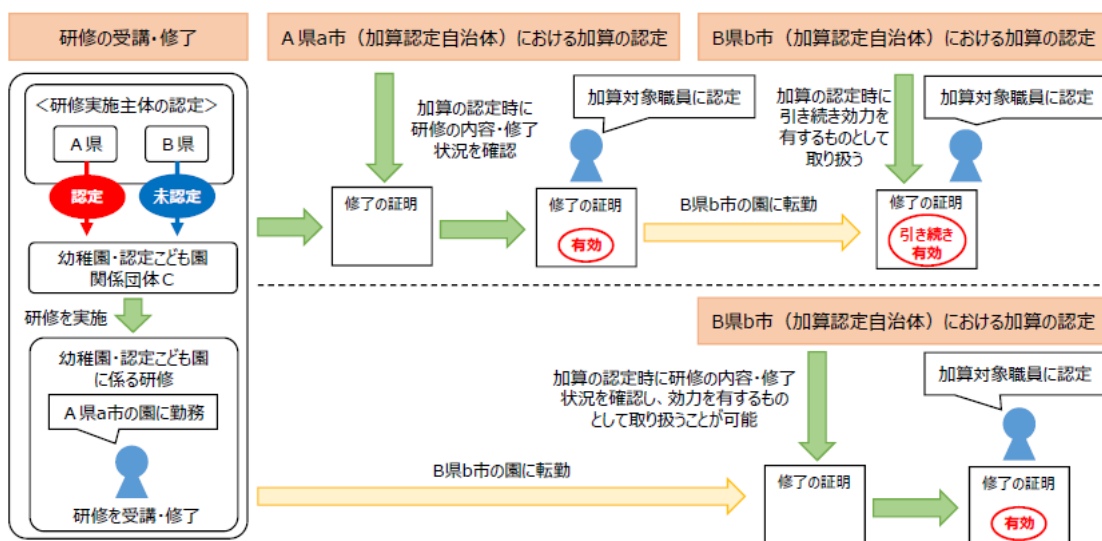 研修の受講・修了
＜研修実施主体の認定＞
A県
B県
認定
未認定
幼稚園・認定こども園
関係団体C
研修を実施
幼稚園・認定こども園
に係る研修
A県a市の園に勤務
研修を受講・修了
A県a市（加算認定自治体）における加算の認定
加算の認定時に
研修の内容・修了
状況を確認
加算対象職員に認定
修了の証明
修了の証明
有効
B県b市の園に転勤
B県b市（加算認定自治体）における加算の認定
加算の認定時に
引き続き効力を
有するものとして
取り扱う
加算対象職員に認定
修了の証明
引き続き
有効
B県b市（加算認定自治体）における加算の認定
加算の認定時に研修の内容・修了
状況を確認し、効力を有するもの
として取り扱うことが可能
加算対象職員に認定
B県b市の園に転勤
修了の証明
修了の証明
有効